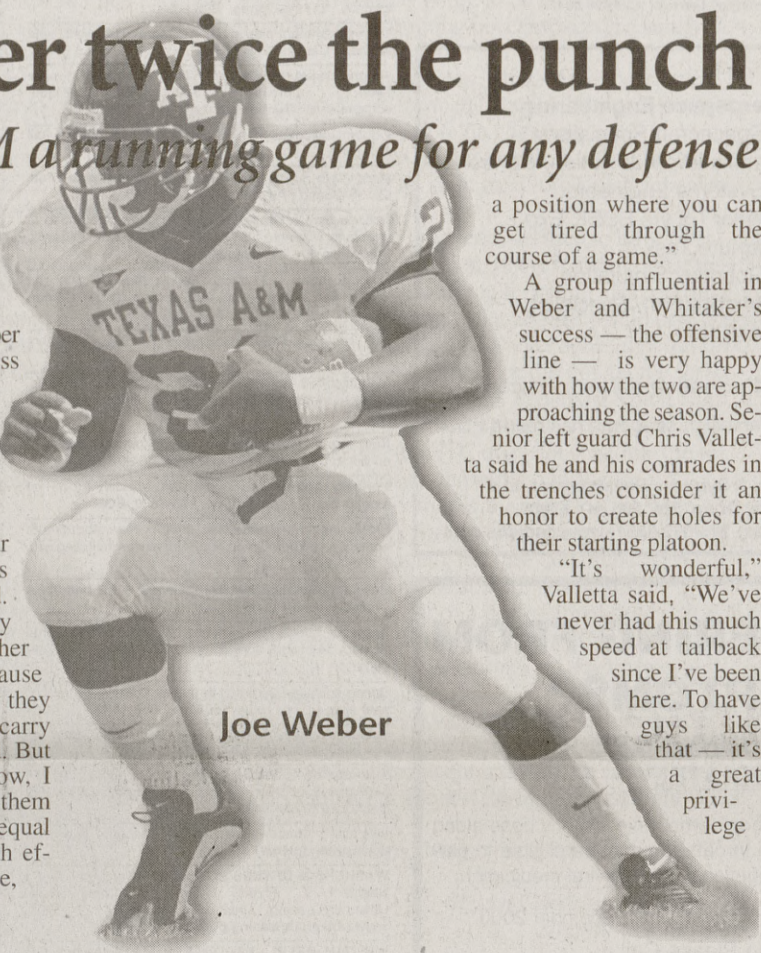 er twice the punch
M a running game for any defense
TEXAS A&M
2
er
ss
r
s
.
y
her
ause
they
carry
. But
ow, I
them
equal
h ef-
e,
Joe Weber
a position where you can
get tired through the
course of a game.”
A group influential in
Weber and Whitaker’s
success — the offensive
line — is very happy
with how the two are ap-
proaching the season. Se-
nior left guard Chris Vallet-
ta said he and his comrades in
the trenches consider it an
honor to create holes for
their starting platoon.
“It’s wonderful,”
Valletta said, “We’ve
never had this much
speed at tailback
since I’ve been
here. To have
guys like
that — it’s
a great
privi-
lege